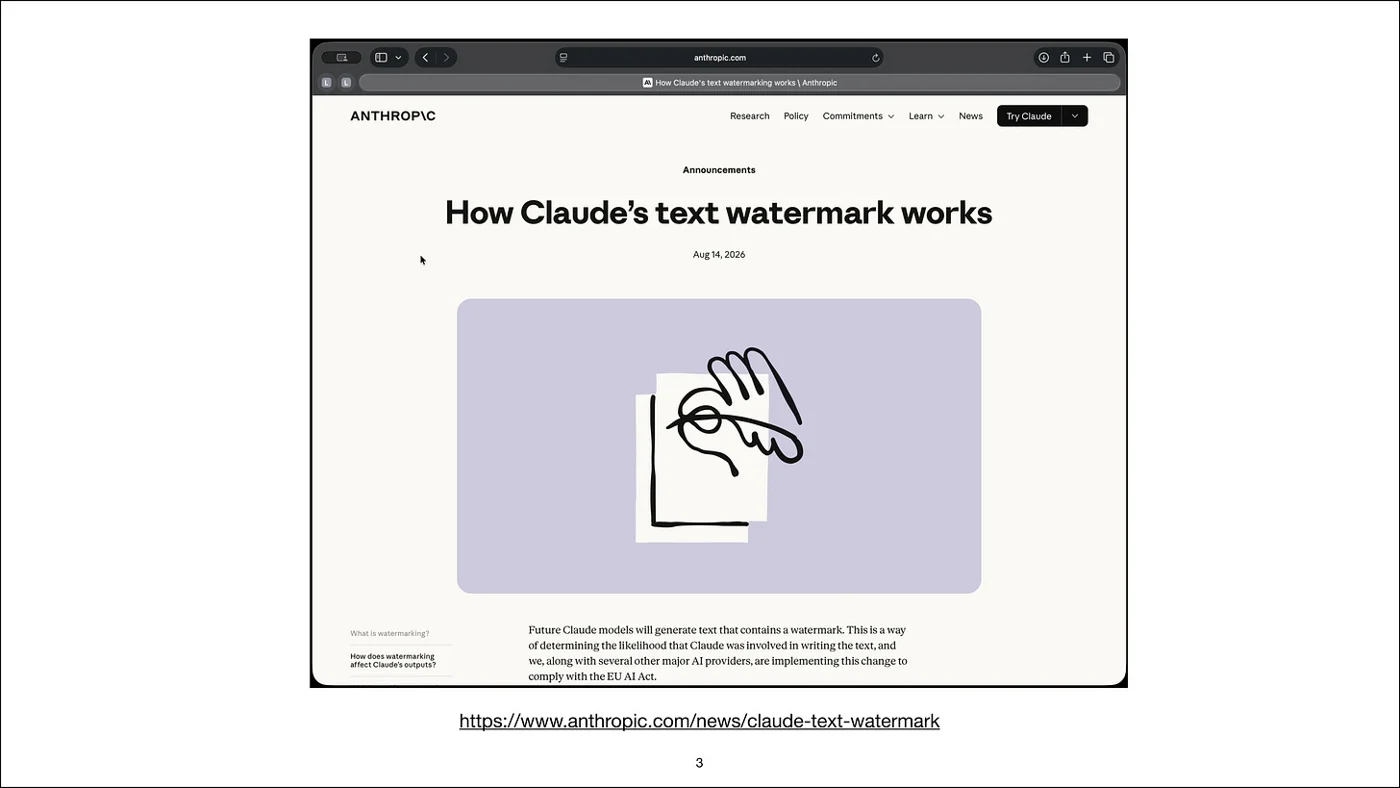 anthropic.com
L L How Claude's text watermarking works \ Anthropic
ANTHROP\C Research Policy Commitments Learn News Try Claude
Announcements
How Claude's text watermark works
Aug 14, 2026
What is watermarking?
How does watermarking
affect Claude's outputs?
Future Claude models will generate text that contains a watermark. This is a way
of determining the likelihood that Claude was involved in writing the text, and
we, along with several other major AI providers, are implementing this change to
comply with the EU AI Act.
https://www.anthropic.com/news/claude-text-watermark
3